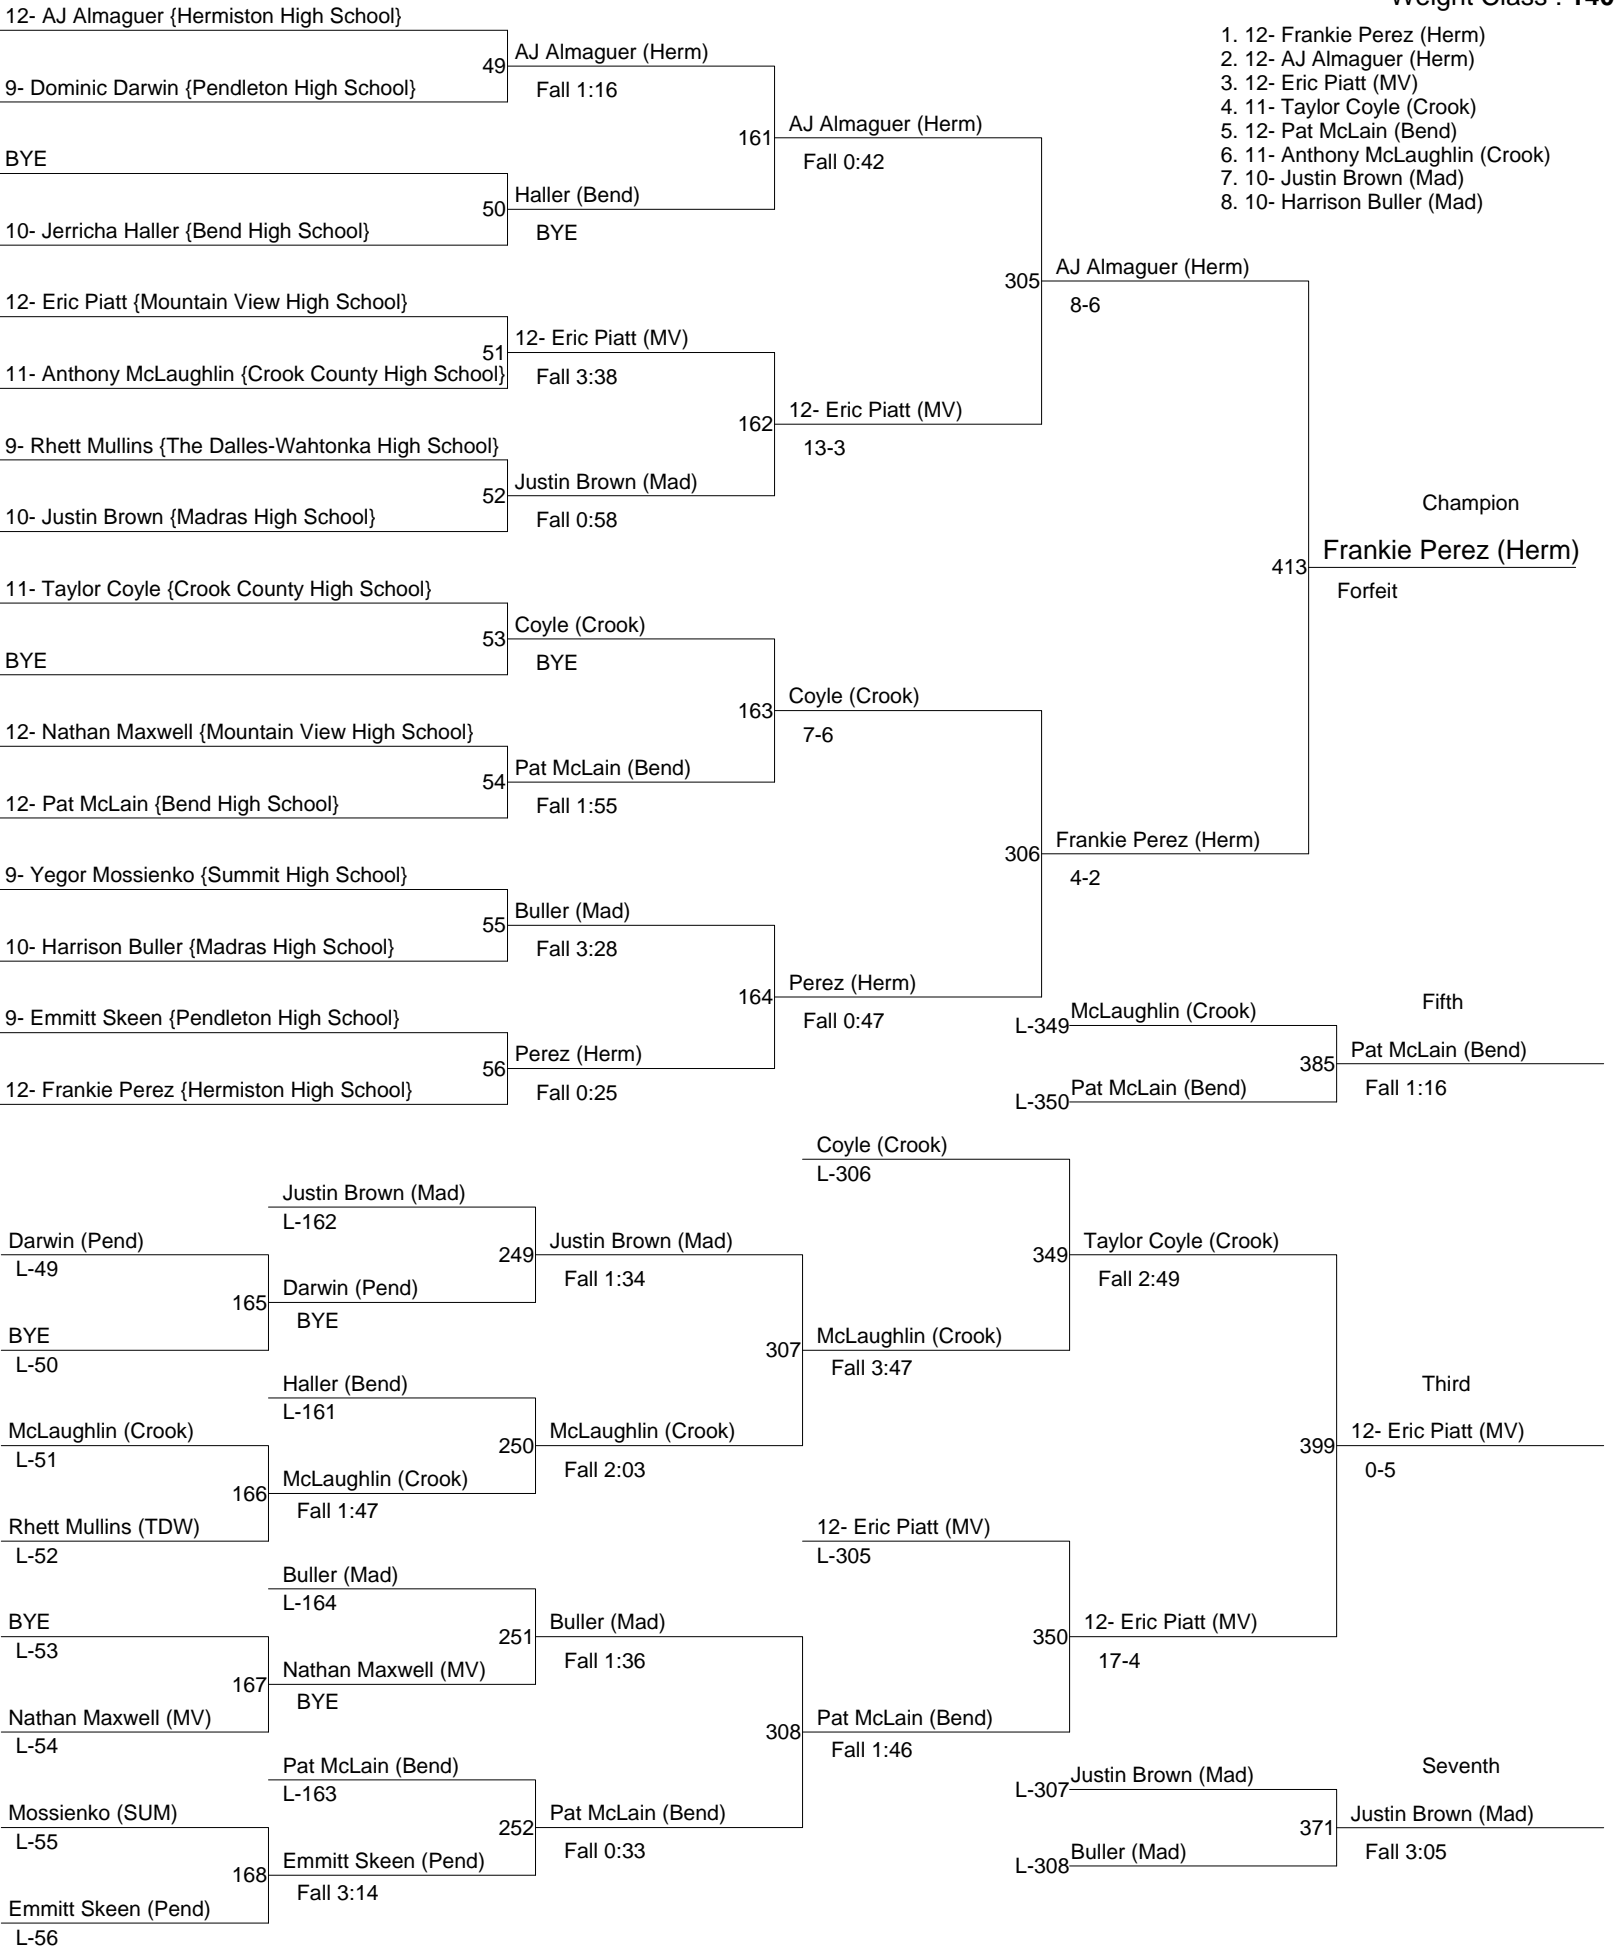 12- AJ Almaguer {Hermiston High School}
49
AJ Almaguer (Herm)
9- Dominic Darwin {Pendleton High School}
Fall 1:16
161
AJ Almaguer (Herm)
BYE
Fall 0:42
50
Haller (Bend)
10- Jerricha Haller {Bend High School}
BYE
1. 12- Frankie Perez (Herm)
2. 12- AJ Almaguer (Herm)
3. 12- Eric Piatt (MV)
4. 11- Taylor Coyle (Crook)
5. 12- Pat McLain (Bend)
6. 11- Anthony McLaughlin (Crook)
7. 10- Justin Brown (Mad)
8. 10- Harrison Buller (Mad)
305
AJ Almaguer (Herm)
8-6
12- Eric Piatt {Mountain View High School}
51
12- Eric Piatt (MV)
11- Anthony McLaughlin {Crook County High School}
Fall 3:38
162
12- Eric Piatt (MV)
13-3
9- Rhett Mullins {The Dalles-Wahtonka High School}
52
Justin Brown (Mad)
10- Justin Brown {Madras High School}
Fall 0:58
Champion
413
Frankie Perez (Herm)
Forfeit
11- Taylor Coyle {Crook County High School}
53
Coyle (Crook)
BYE
BYE
163
Coyle (Crook)
7-6
12- Nathan Maxwell {Mountain View High School}
54
Pat McLain (Bend)
12- Pat McLain {Bend High School}
Fall 1:55
306
Frankie Perez (Herm)
4-2
9- Yegor Mossienko {Summit High School}
55
Buller (Mad)
10- Harrison Buller {Madras High School}
Fall 3:28
164
Perez (Herm)
Fall 0:47
9- Emmitt Skeen {Pendleton High School}
56
Perez (Herm)
12- Frankie Perez {Hermiston High School}
Fall 0:25
Fifth
L-349
McLaughlin (Crook)
385
Pat McLain (Bend)
L-350
Pat McLain (Bend)
Fall 1:16
Coyle (Crook)
L-306
Justin Brown (Mad)
L-162
Darwin (Pend)
L-49
249
Justin Brown (Mad)
Fall 1:34
349
Taylor Coyle (Crook)
Fall 2:49
165
Darwin (Pend)
BYE
BYE
L-50
307
McLaughlin (Crook)
Fall 3:47
Haller (Bend)
L-161
Third
McLaughlin (Crook)
L-51
250
McLaughlin (Crook)
Fall 2:03
399
12- Eric Piatt (MV)
0-5
166
McLaughlin (Crook)
Fall 1:47
Rhett Mullins (TDW)
L-52
12- Eric Piatt (MV)
L-305
Buller (Mad)
L-164
BYE
L-53
251
Buller (Mad)
Fall 1:36
350
12- Eric Piatt (MV)
17-4
167
Nathan Maxwell (MV)
BYE
Nathan Maxwell (MV)
L-54
308
Pat McLain (Bend)
Fall 1:46
Pat McLain (Bend)
L-163
Seventh
L-307
Justin Brown (Mad)
Mossienko (SUM)
L-55
252
Pat McLain (Bend)
Fall 0:33
371
Justin Brown (Mad)
Fall 3:05
168
Emmitt Skeen (Pend)
Fall 3:14
L-308
Buller (Mad)
Emmitt Skeen (Pend)
L-56